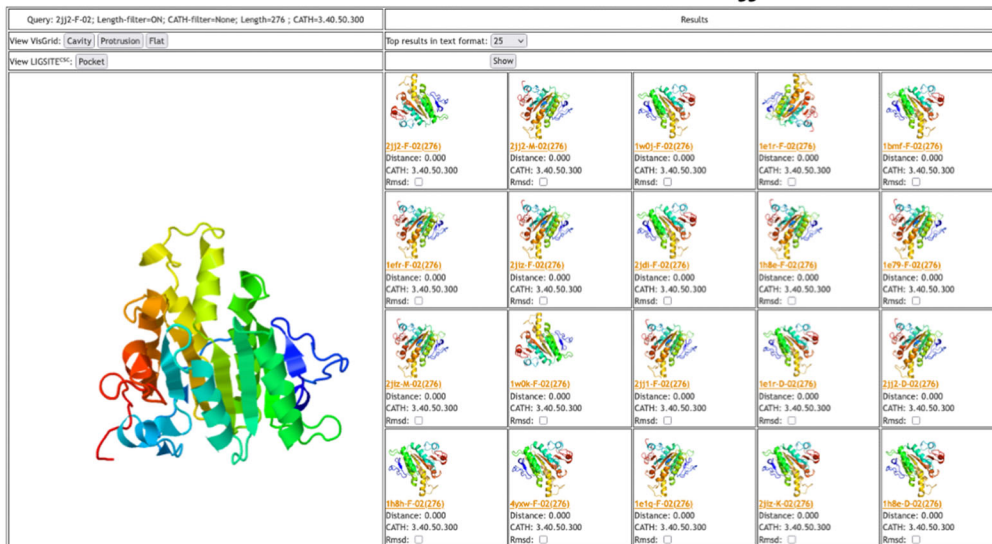 Query: 2jj2-F-02; Length-filter=ON; CATH-filter=None; Length=276 ; CATH=3.40.50.300
Results
View VisGrid: Cavity Protrusion Flat
Top results in text format: 25
View LIGSITECSC: Pocket
Show
2jj2-F-02(276) 2jj2-M-02(276) 1w0j-F-02(276) 1e1r-F-02(276) 1bmf-F-02(276)
Distance: 0.000 Distance: 0.000 Distance: 0.000 Distance: 0.000 Distance: 0.000
CATH: 3.40.50.300 CATH: 3.40.50.300 CATH: 3.40.50.300 CATH: 3.40.50.300 CATH: 3.40.50.300
Rmsd: Rmsd: Rmsd: Rmsd: Rmsd:
1efr-F-02(276) 2jiz-F-02(276) 2jdi-F-02(276) 1h8e-F-02(276) 1e79-F-02(276)
Distance: 0.000 Distance: 0.000 Distance: 0.000 Distance: 0.000 Distance: 0.000
CATH: 3.40.50.300 CATH: 3.40.50.300 CATH: 3.40.50.300 CATH: 3.40.50.300 CATH: 3.40.50.300
Rmsd: Rmsd: Rmsd: Rmsd: Rmsd:
2jiz-M-02(276) 1w0k-F-02(276) 2jj1-F-02(276) 1e1r-D-02(276) 2jj2-D-02(276)
Distance: 0.000 Distance: 0.000 Distance: 0.000 Distance: 0.000 Distance: 0.000
CATH: 3.40.50.300 CATH: 3.40.50.300 CATH: 3.40.50.300 CATH: 3.40.50.300 CATH: 3.40.50.300
Rmsd: Rmsd: Rmsd: Rmsd: Rmsd:
1h8h-F-02(276) 4yxw-F-02(276) 1e1q-F-02(276) 2jiz-K-02(276) 1h8e-D-02(276)
Distance: 0.000 Distance: 0.000 Distance: 0.000 Distance: 0.000 Distance: 0.000
CATH: 3.40.50.300 CATH: 3.40.50.300 CATH: 3.40.50.300 CATH: 3.40.50.300 CATH: 3.40.50.300
Rmsd: Rmsd: Rmsd: Rmsd: Rmsd: